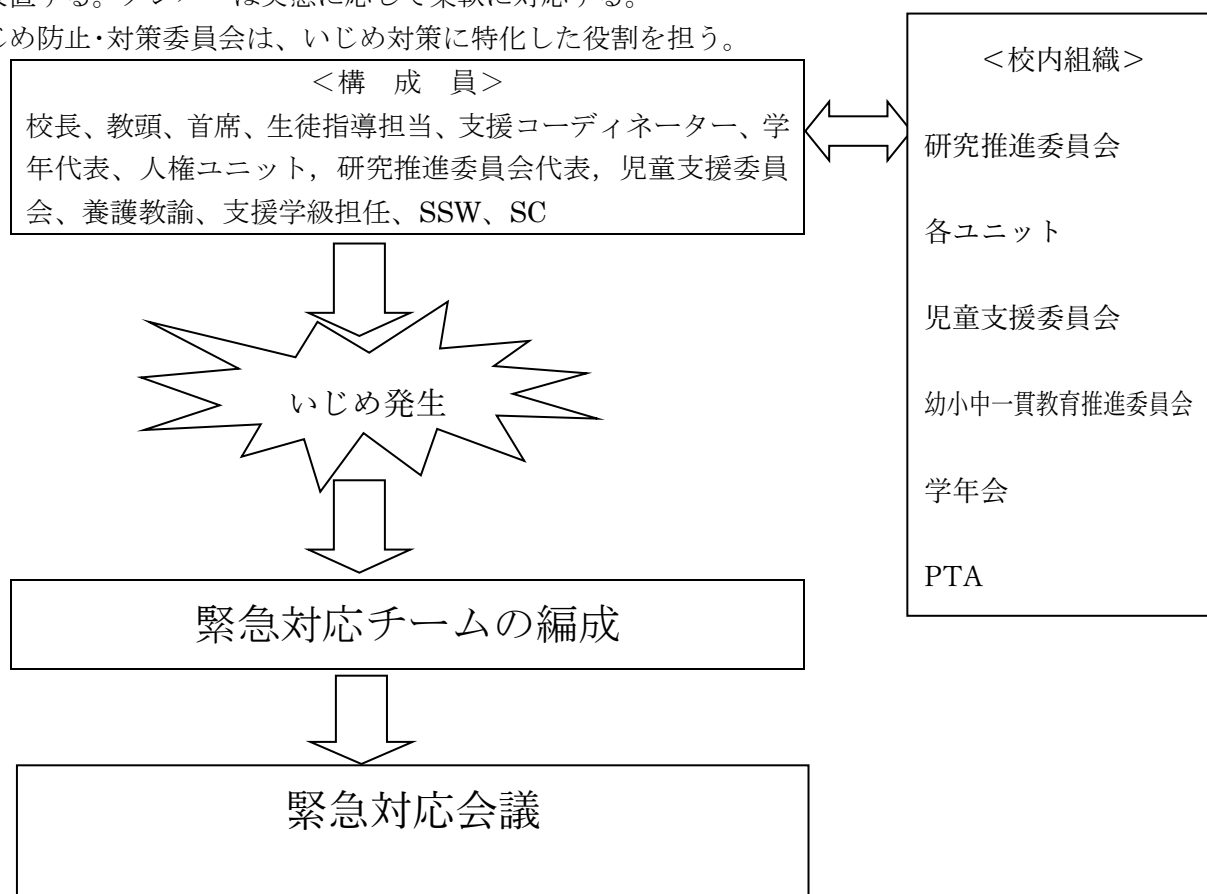 じめ防止・対策委員会は、いじめ対策に特化した役割を担う。
＜構　成　員＞
校長、教頭、首席、生徒指導担当、支援コーディネーター、学
年代表、人権ユニット，研究推進委員会代表，児童支援委員
会、養護教諭、支援学級担任、SSW、SC
＜校内組織＞
研究推進委員会
各ユニット
児童支援委員会
幼小中一貫教育推進委員会
学年会
PTA
いじめ発生
緊急対応チームの編成
緊急対応会議